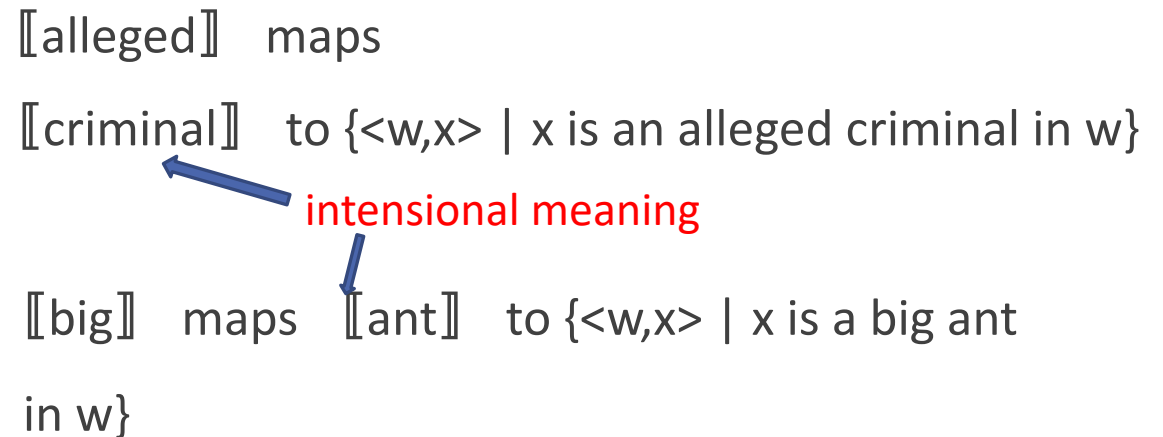 ⟦alleged⟧ maps
⟦criminal⟧ to {<w,x> | x is an alleged criminal in w}
intensional meaning
⟦big⟧ maps ⟦ant⟧ to {<w,x> | x is a big ant
in w}